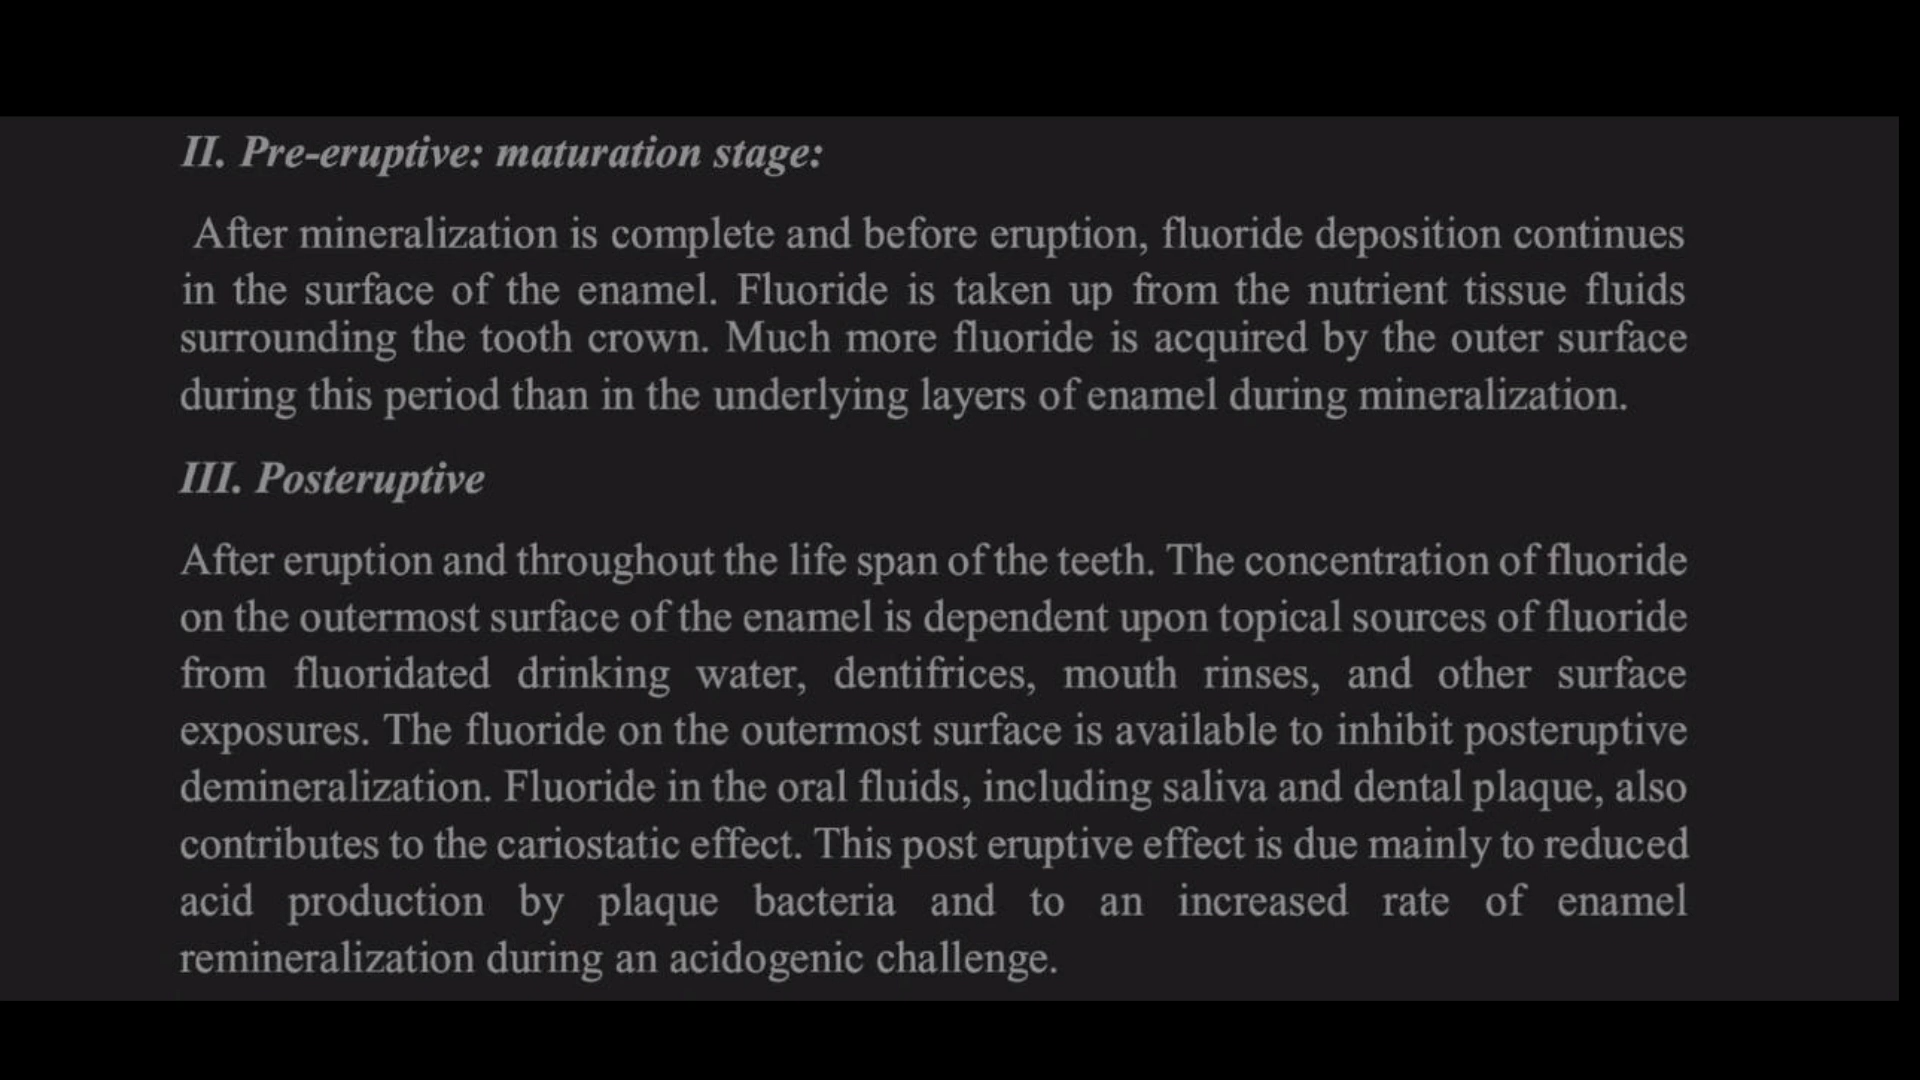 II. Pre-eruptive: maturation stage:
After mineralization is complete and before eruption, fluoride deposition continues
in the surface of the enamel. Fluoride is taken up from the nutrient tissue fluids
surrounding the tooth crown. Much more fluoride is acquired by the outer surface
during this period than in the underlying layers of enamel during mineralization.
III. Posteruptive
After eruption and throughout the life span of the teeth. The concentration of fluoride
on the outermost surface of the enamel is dependent upon topical sources of fluoride
from fluoridated drinking water, dentifrices, mouth rinses, and other surface
exposures. The fluoride on the outermost surface is available to inhibit posteruptive
demineralization. Fluoride in the oral fluids, including saliva and dental plaque, also
contributes to the cariostatic effect. This post eruptive effect is due mainly to reduced
acid production by plaque bacteria and to an increased rate of enamel
remineralization during an acidogenic challenge.